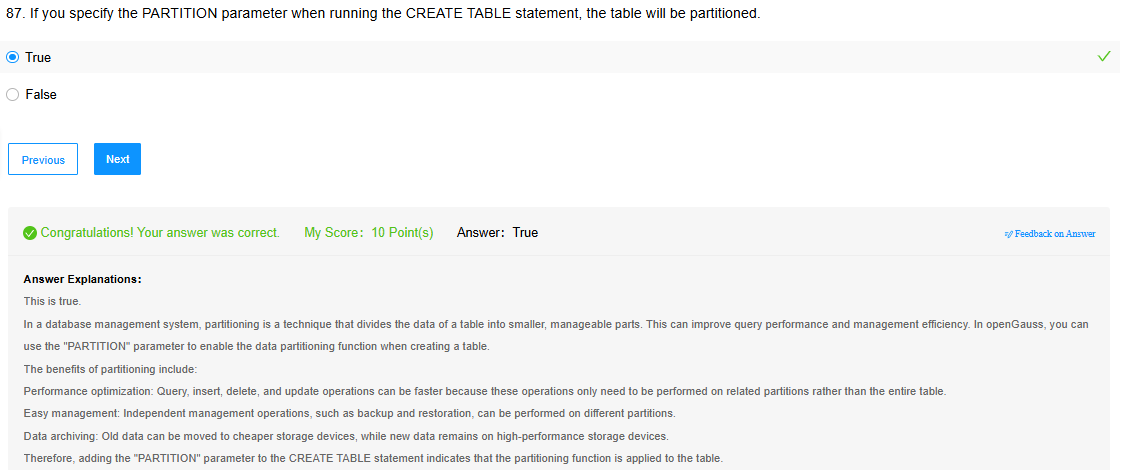 87. If you specify the PARTITION parameter when running the CREATE TABLE statement, the table will be partitioned.
True
False
Previous
Next
Congratulations! Your answer was correct. My Score: 10 Point(s) Answer: True
Feedback on Answer
Answer Explanations:
This is true.
In a database management system, partitioning is a technique that divides the data of a table into smaller, manageable parts. This can improve query performance and management efficiency. In openGauss, you can
use the "PARTITION" parameter to enable the data partitioning function when creating a table.
The benefits of partitioning include:
Performance optimization: Query, insert, delete, and update operations can be faster because these operations only need to be performed on related partitions rather than the entire table.
Easy management: Independent management operations, such as backup and restoration, can be performed on different partitions.
Data archiving: Old data can be moved to cheaper storage devices, while new data remains on high-performance storage devices.
Therefore, adding the "PARTITION" parameter to the CREATE TABLE statement indicates that the partitioning function is applied to the table.